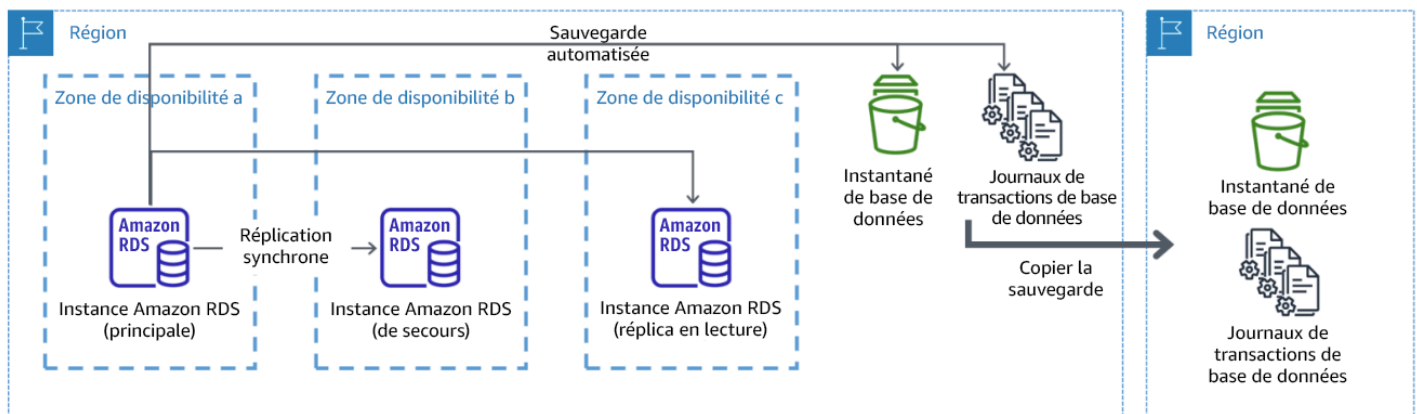 Région
Sauvegarde
automatisée
Région
Zone de disponibilité a
Zone de disponibilité b
Zone de disponibilité c
Instantané
de base de
données
Journaux de
transactions de base
de données
Instantané de
base de données
Amazon
RDS
Réplication
synchrone
Amazon
RDS
Amazon
RDS
Copier la
sauvegarde
Instance Amazon RDS
(principale)
Instance Amazon RDS
(de secours)
Instance Amazon RDS
(réplica en lecture)
Journaux de
transactions de
base de données